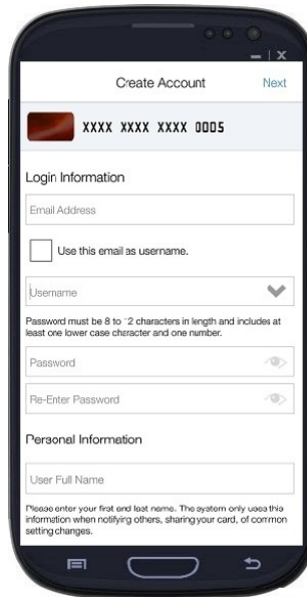 Create Account Next
XXXX XXXX XXXX 0005
Login Information
Email Address
Use this email as username.
Username
Password must be 8 to 12 characters in length and includes at
least one lower case character and one number.
Password
Re-Enter Password
Personal Information
User Full Name
Please enter your first and last name. The system only uses this
information when notifying others, sharing your card, of common
setting changes.